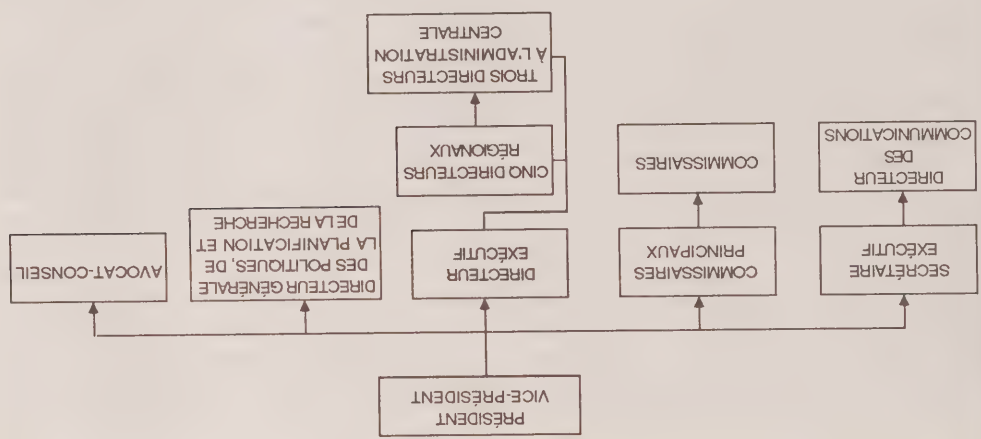 PRÉSIDENT
VICE-PRÉSIDENT
SECRÉTAIRE
EXÉCUTIF
COMMISSAIRES
PRINCIPAUX
DIRECTEUR
EXÉCUTIF
DIRECTEUR GÉNÉRALE
DES POLITIQUES, DE
LA PLANIFICATION ET
DE LA RECHERCHE
AVOCAT-CONSEIL
DIRECTEUR
DES
COMMUNICATIONS
COMMISSAIRES
CINQ DIRECTEURS
RÉGIONAUX
TROIS DIRECTEURS
À L'ADMINISTRATION
CENTRALE